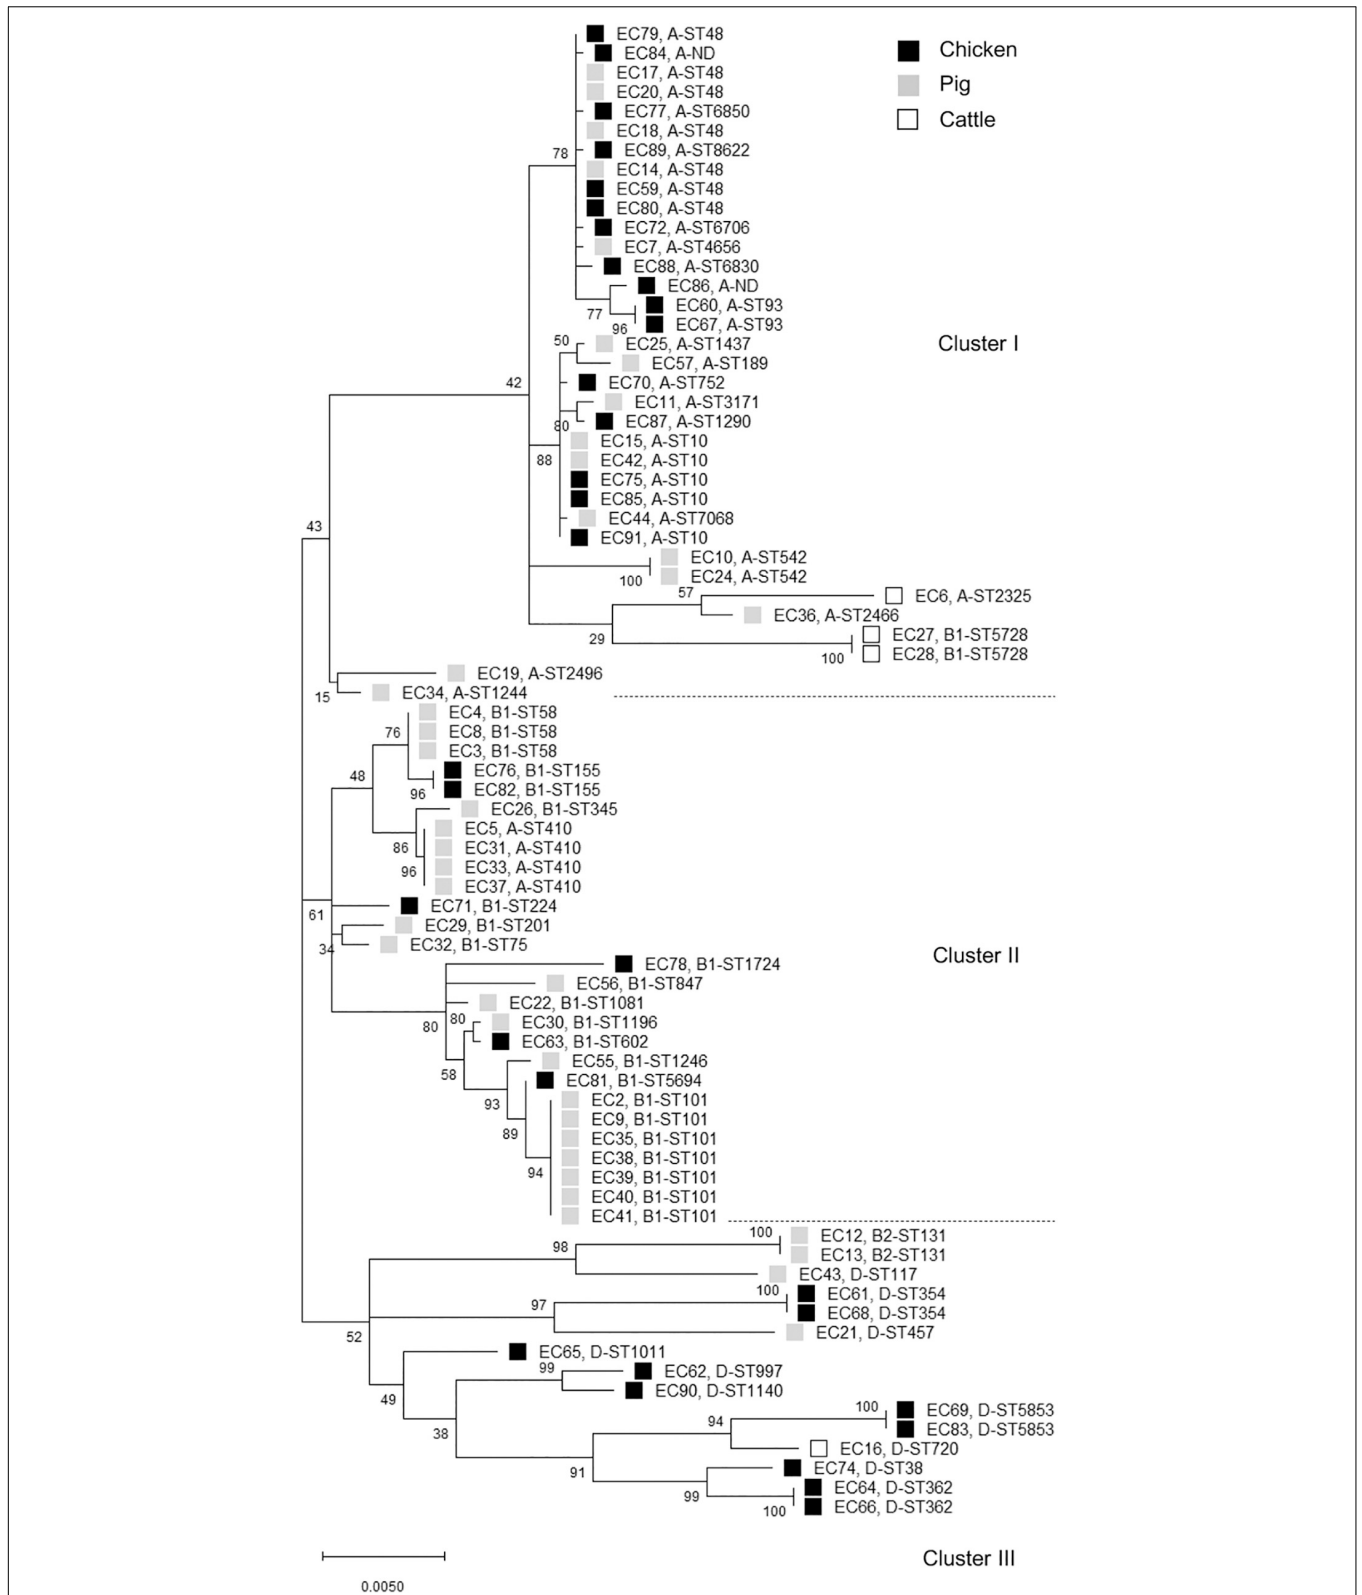 EC79, A-ST48
Chicken
EC84, A-ND
EC17, A-ST48
Pig
EC20, A-ST48
EC77, A-ST6850
Cattle
EC18, A-ST48
78
EC89, A-ST8622
EC14, A-ST48
EC59, A-ST48
EC80, A-ST48
EC72, A-ST6706
EC7, A-ST4656
EC88, A-ST6830
EC86, A-ND
EC60, A-ST93
77
EC67, A-ST93
96
50
EC25, A-ST1437
Cluster I
EC57, A-ST189
42
EC70, A-ST752
EC11, A-ST3171
EC87, A-ST1290
80
EC15, A-ST10
88
EC42, A-ST10
EC75, A-ST10
EC85, A-ST10
EC44, A-ST7068
43
EC91, A-ST10
EC10, A-ST542
100
EC24, A-ST542
57
EC6, A-ST2325
EC36, A-ST2466
29
EC27, B1-ST5728
100
EC28, B1-ST5728
EC19, A-ST2496
15
EC34, A-ST1244
EC4, B1-ST58
76
EC8, B1-ST58
EC3, B1-ST58
48
EC76, B1-ST155
96
EC82, B1-ST155
EC26, B1-ST345
EC5, A-ST410
86
EC31, A-ST410
96
EC33, A-ST410
EC37, A-ST410
EC71, B1-ST224
61
EC29, B1-ST201
34
EC32, B1-ST75
Cluster II
EC78, B1-ST1724
EC56, B1-ST847
EC22, B1-ST1081
80
80
EC30, B1-ST1196
EC63, B1-ST602
EC55, B1-ST1246
58
EC81, B1-ST5694
93
EC2, B1-ST101
EC9, B1-ST101
89
EC35, B1-ST101
EC38, B1-ST101
94
EC39, B1-ST101
EC40, B1-ST101
EC41, B1-ST101
100
EC12, B2-ST131
98
EC13, B2-ST131
EC43, D-ST117
100
EC61, D-ST354
97
EC68, D-ST354
52
EC21, D-ST457
EC65, D-ST1011
99
EC62, D-ST997
EC90, D-ST1140
49
100
EC69, D-ST5853
94
EC83, D-ST5853
38
EC16, D-ST720
91
EC74, D-ST38
EC64, D-ST362
99
100
EC66, D-ST362
Cluster III
0.0050